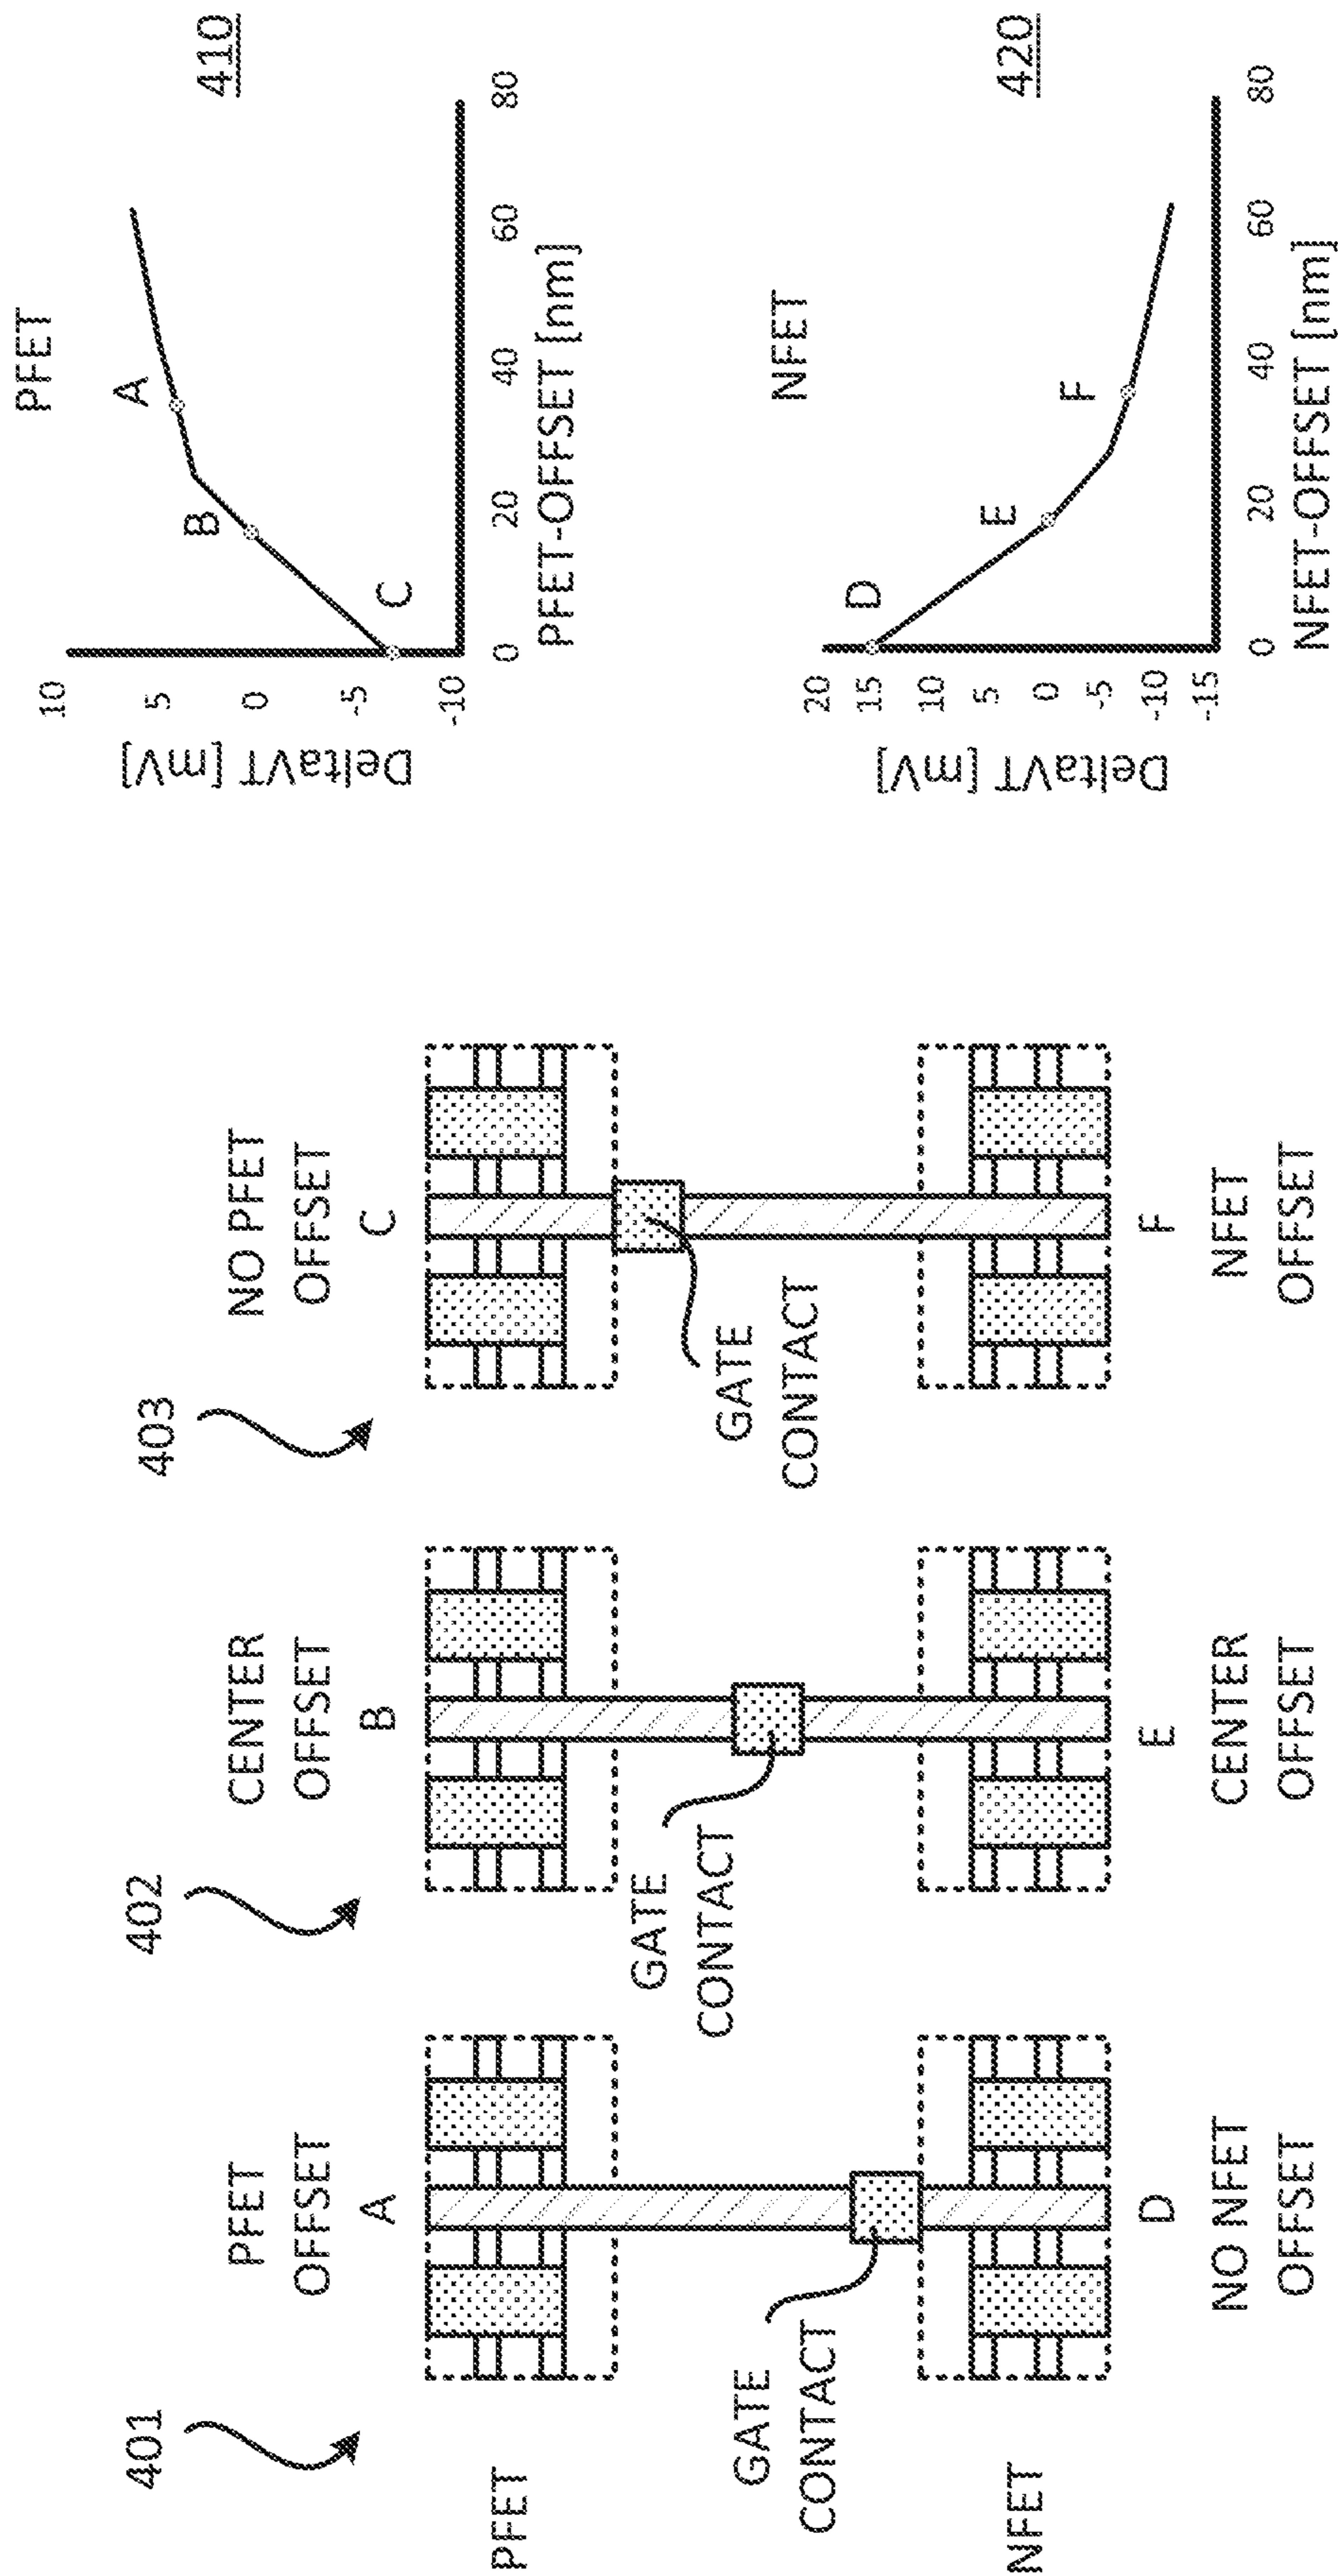 401
PFET
OFFSET
A
402
CENTER
OFFSET
B
403
NO PFET
OFFSET
C
PFET
GATE
CONTACT
GATE
CONTACT
GATE
CONTACT
NFET
D
NO NFET
OFFSET
E
CENTER
OFFSET
F
NFET
OFFSET
PFET
410
DeltaVT [mV]
10
5
0
-5
-10
A
B
C
0
20
40
60
80
PFET-OFFSET [nm]
NFET
420
DeltaVT [mV]
20
15
10
5
0
-5
-10
-15
D
E
F
0
20
40
60
80
NFET-OFFSET [nm]